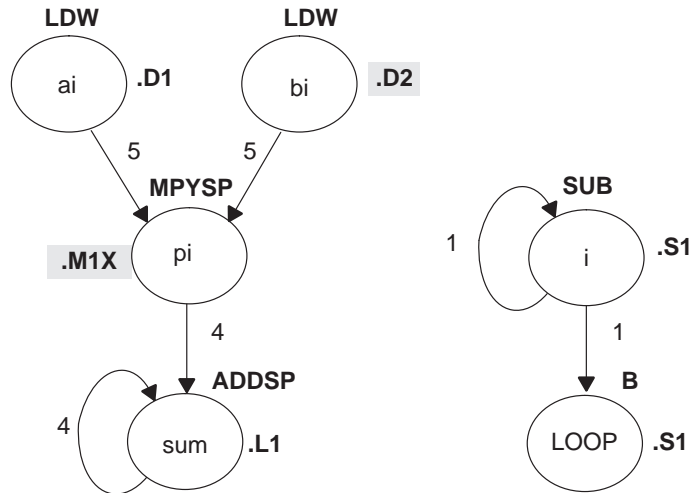 LDW LDW
ai .D1 bi .D2
5 5
MPYSP SUB
1
.M1X pi i .S1
4 1
ADDSP B
4 sum .L1 LOOP .S1